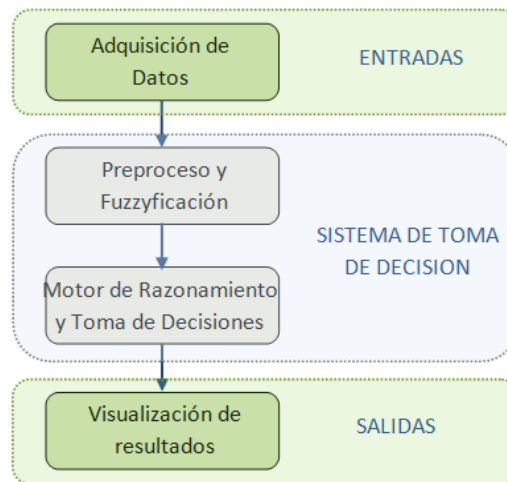 Adquisición de
Datos
ENTRADAS
Preproceso y
Fuzzyficación
SISTEMA DE TOMA
DE DECISION
Motor de Razonamiento
y Toma de Decisiones
Visualización de
resultados
SALIDAS